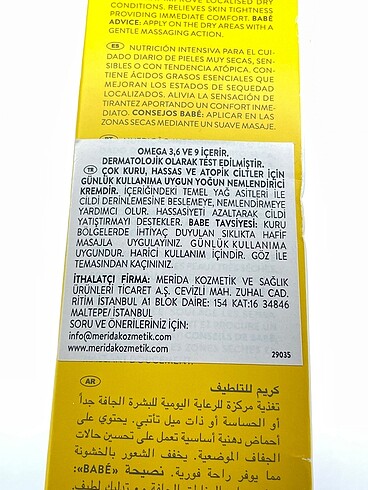 CONDITIONS. RELIEVES SKIN TIGHTNESS
PROVIDING IMMEDIATE COMFORT. BABÉ
ADVICE: APPLY ON THE DRY AREAS WITH A
GENTLE MASSAGING ACTION.
ES NUTRICIÓN INTENSIVA PARA EL CUI-
DADO DIARIO DE PIELES MUY SECAS, SEN-
SIBLES O CON TENDENCIA ATÓPICA. CON-
TIENE ÁCIDOS GRASOS ESENCIALES QUE
MEJORAN LOS ESTADOS DE SEQUEDAD
LOCALIZADOS. ALIVIA LA SENSACIÓN DE
TIRANTEZ APORTANDO UN CONFORT INME-
DIATO. CONSEJOS BABÉ: APLICAR EN LAS
ZONAS SECAS MEDIANTE UN SUAVE MASAJE.
OMEGA 3,6 VE 9 İÇERİR.
DERMATOLOJİK OLARAK TEST EDİLMİŞTİR.
TR ÇOK KURU, HASSAS VE ATOPİK CİLTLER İÇİN
GÜNLÜK KULLANIMA UYGUN YOĞUN NEMLENDİRİCİ
KREMDİR. İÇERİĞİNDEKİ TEMEL YAĞ ASİTLERİ İLE
CİLDİ DERİNLEMESİNE BESLEMEYE, NEMLENDİRMEYE
YARDIMCI OLUR. HASSASİYETİ AZALTARAK CİLDİ
YATIŞTIRMAYI DESTEKLER. BABE TAVSİYESİ: KURU
BÖLGELERDE İHTİYAÇ DUYULAN SIKLIKTA HAFİF
MASAJLA UYGULAYINIZ. GÜNLÜK KULLANIMA
UYGUNDUR. HARİCİ KULLANIM İÇİNDİR. GÖZ İLE
TEMASINDAN KAÇININIZ.
İTHALATÇI FİRMA: MERİDA KOZMETİK VE SAĞLIK
ÜRÜNLERİ TİCARET AŞ. CEVİZLİ MAH. ZUHAL CAD.
RİTİM İSTANBUL A1 BLOK DAİRE: 154 KAT:16 34846
MALTEPE/ İSTANBUL
SORU VE ÖNERİLERİNİZ İÇİN:
info@meridakozmetik.com
www.meridakozmetik.com
29035
AR كريم للتلطيف
تغذية مركزة للرعاية اليومية للبشرة الجافة جداً
أو الحساسة أو ذات ميل تأتبي. يحتوي على
أحماض دهنية أساسية تعمل على تحسين حالات
الجفاف الموضعية. يخفف الشعور بالخشونة
مما يوفر راحة فورية. نصيحة «BABÉ»: